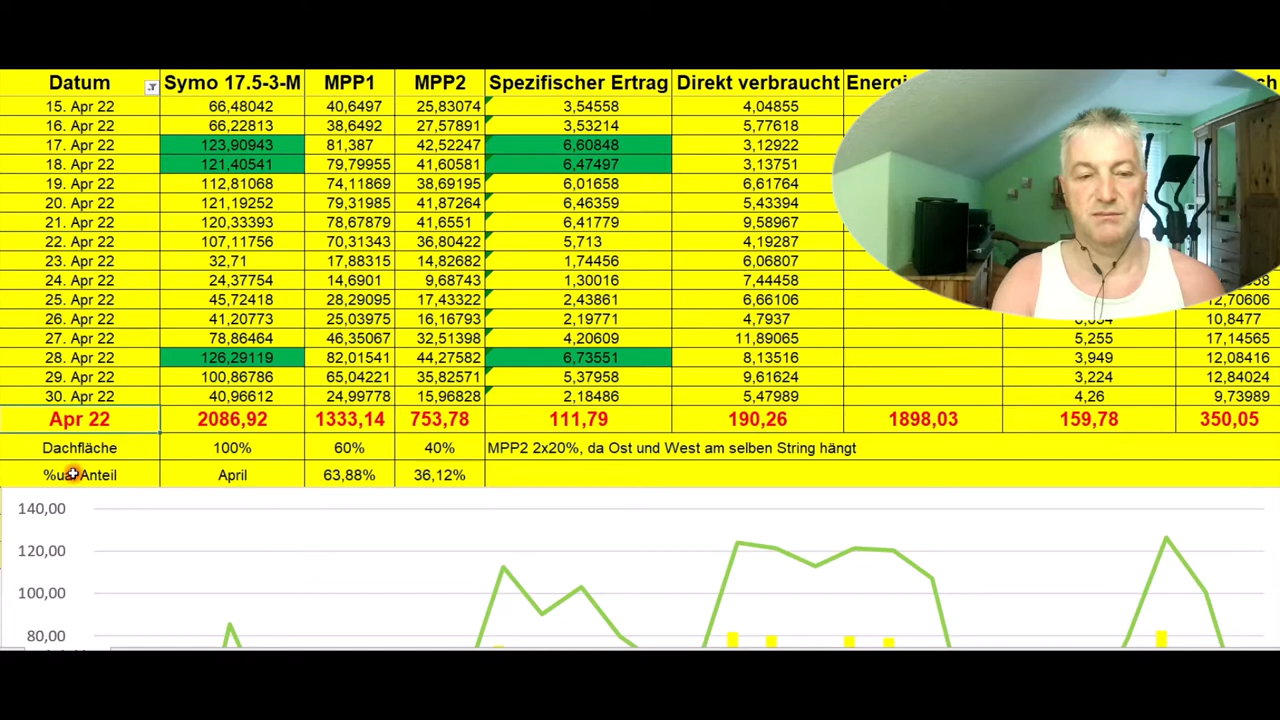 Datum Symo 17.5-3-M MPP1 MPP2 Spezifischer Ertrag Direkt verbraucht
15. Apr 22 66,48042 40,6497 25,83074 3,54558 4,04855
16. Apr 22 66,22813 38,6492 27,57891 3,53214 5,77618
17. Apr 22 123,90943 81,387 42,52247 6,60848 3,12922
18. Apr 22 121,40541 79,79955 41,60581 6,47497 3,13751
19. Apr 22 112,81068 74,11869 38,69195 6,01658 6,61764
20. Apr 22 121,19252 79,31985 41,87264 6,46359 5,43394
21. Apr 22 120,33393 78,67879 41,6551 6,41779 9,58967
22. Apr 22 107,11756 70,31343 36,80422 5,713 4,19287
23. Apr 22 32,71 17,88315 14,82682 1,74456 6,06807
24. Apr 22 24,37754 14,6901 9,68743 1,30016 7,44458
25. Apr 22 45,72418 28,29095 17,43322 2,43861 6,66106 12,70606
26. Apr 22 41,20773 25,03975 16,16793 2,19771 4,7937 10,8477
27. Apr 22 78,86464 46,35067 32,51398 4,20609 11,89065 5,255 17,14565
28. Apr 22 126,29119 82,01541 44,27582 6,73551 8,13516 3,949 12,08416
29. Apr 22 100,86786 65,04221 35,82571 5,37958 9,61624 3,224 12,84024
30. Apr 22 40,96612 24,99778 15,96828 2,18486 5,47989 4,26 9,73989
Apr 22 2086,92 1333,14 753,78 111,79 190,26 1898,03 159,78 350,05
Dachfläche 100% 60% 40% MPP2 2x20%, da Ost und West am selben String hängt
Anteil April 63,88% 36,12%
140,00
120,00
100,00
80,00